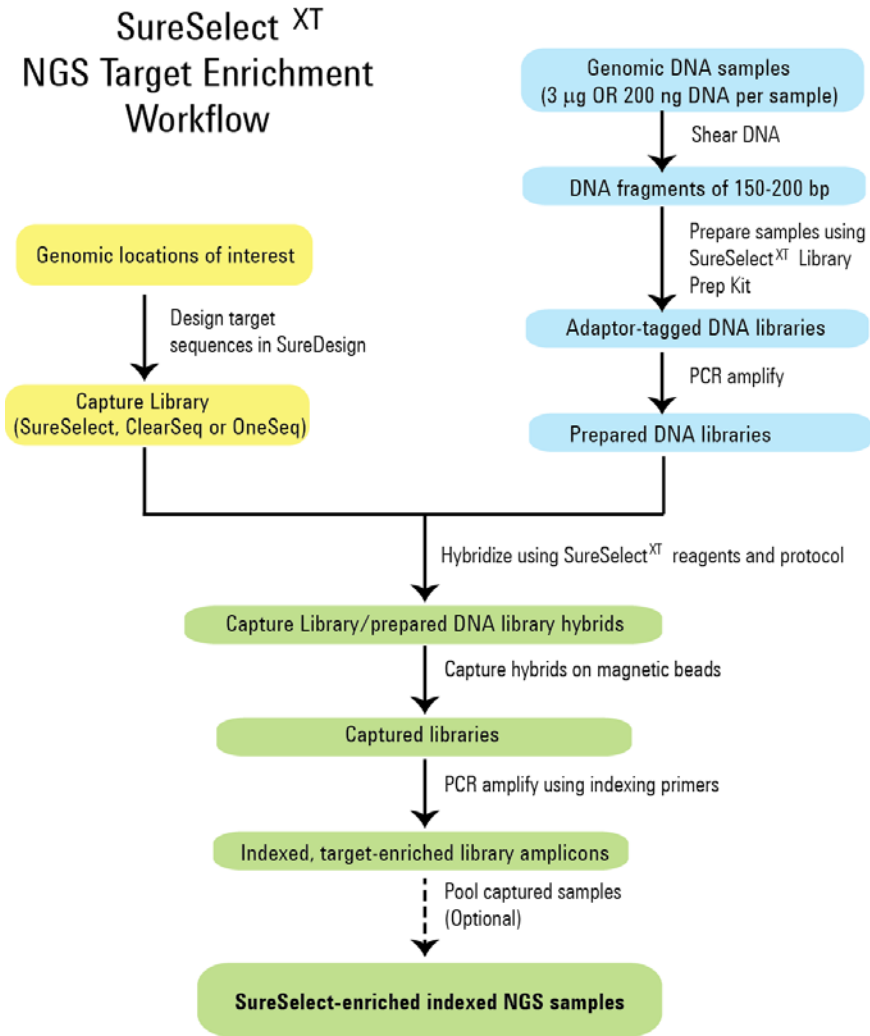 SureSelect XT
NGS Target Enrichment
Workflow
Genomic DNA samples
(3 µg OR 200 ng DNA per sample)
Shear DNA
DNA fragments of 150-200 bp
Prepare samples using
SureSelectXT Library
Prep Kit
Adaptor-tagged DNA libraries
PCR amplify
Prepared DNA libraries
Genomic locations of interest
Design target
sequences in SureDesign
Capture Library
(SureSelect, ClearSeq or OneSeq)
Hybridize using SureSelectXT reagents and protocol
Capture Library/prepared DNA library hybrids
Capture hybrids on magnetic beads
Captured libraries
PCR amplify using indexing primers
Indexed, target-enriched library amplicons
Pool captured samples
(Optional)
SureSelect-enriched indexed NGS samples